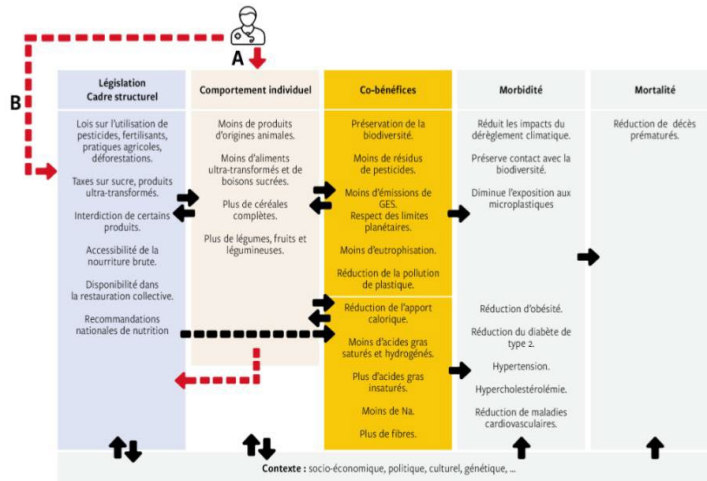 A
B
Législation
Cadre structurel
Lois sur l'utilisation de
pesticides, fertilisants,
pratiques agricoles,
déforestations.
Taxes sur sucre, produits
ultra-transformés.
Interdiction de certains
produits.
Accessibilité de la
nourriture brute.
Disponibilité dans
la restauration collective.
Recommandations
nationales de nutrition
Comportement individuel
Moins de produits
d'origines animales.
Moins d'aliments
ultra-transformés et de
boissons sucrées.
Plus de céréales
complètes.
Plus de légumes, fruits et
légumineuses.
Co-bénéfices
Préservation de la
biodiversité.
Moins de résidus
de pesticides.
Moins d'émissions de
GES.
Respect des limites
planétaires.
Moins d'eutrophisation.
Réduction de la pollution
de plastique.
Réduction de l'apport
calorique.
Moins d'acides gras
saturés et hydrogénés.
Plus d'acides gras
insaturés.
Moins de Na.
Plus de fibres.
Morbidité
Réduit les impacts du
dérèglement climatique.
Préserve contact avec la
biodiversité.
Diminue l'exposition aux
microplastiques
Réduction d'obésité.
Réduction du diabète de
type 2.
Hypertension.
Hypercholestérolémie.
Réduction de maladies
cardiovasculaires.
Mortalité
Réduction de décès
prématurés.
Contexte : socio-économique, politique, culturel, génétique, ...